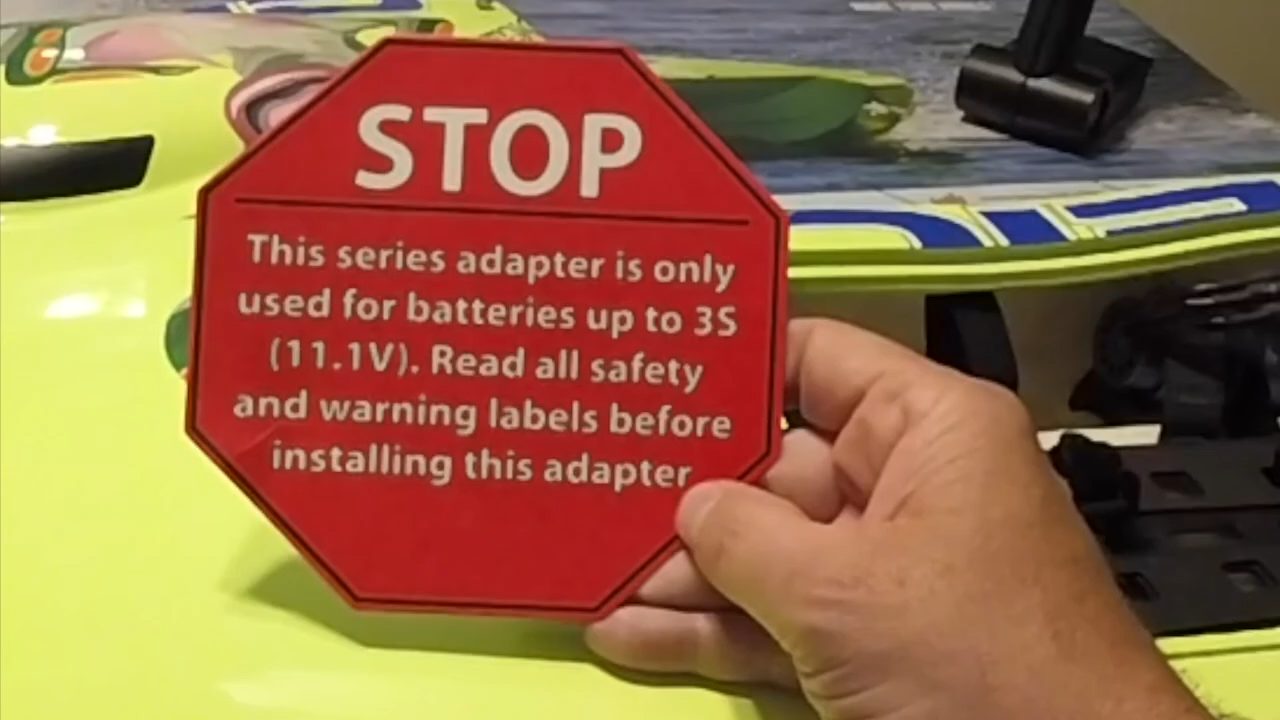 STOP
This series adapter is only
used for batteries up to 3S
(11.1V). Read all safety
and warning labels before
installing this adapter